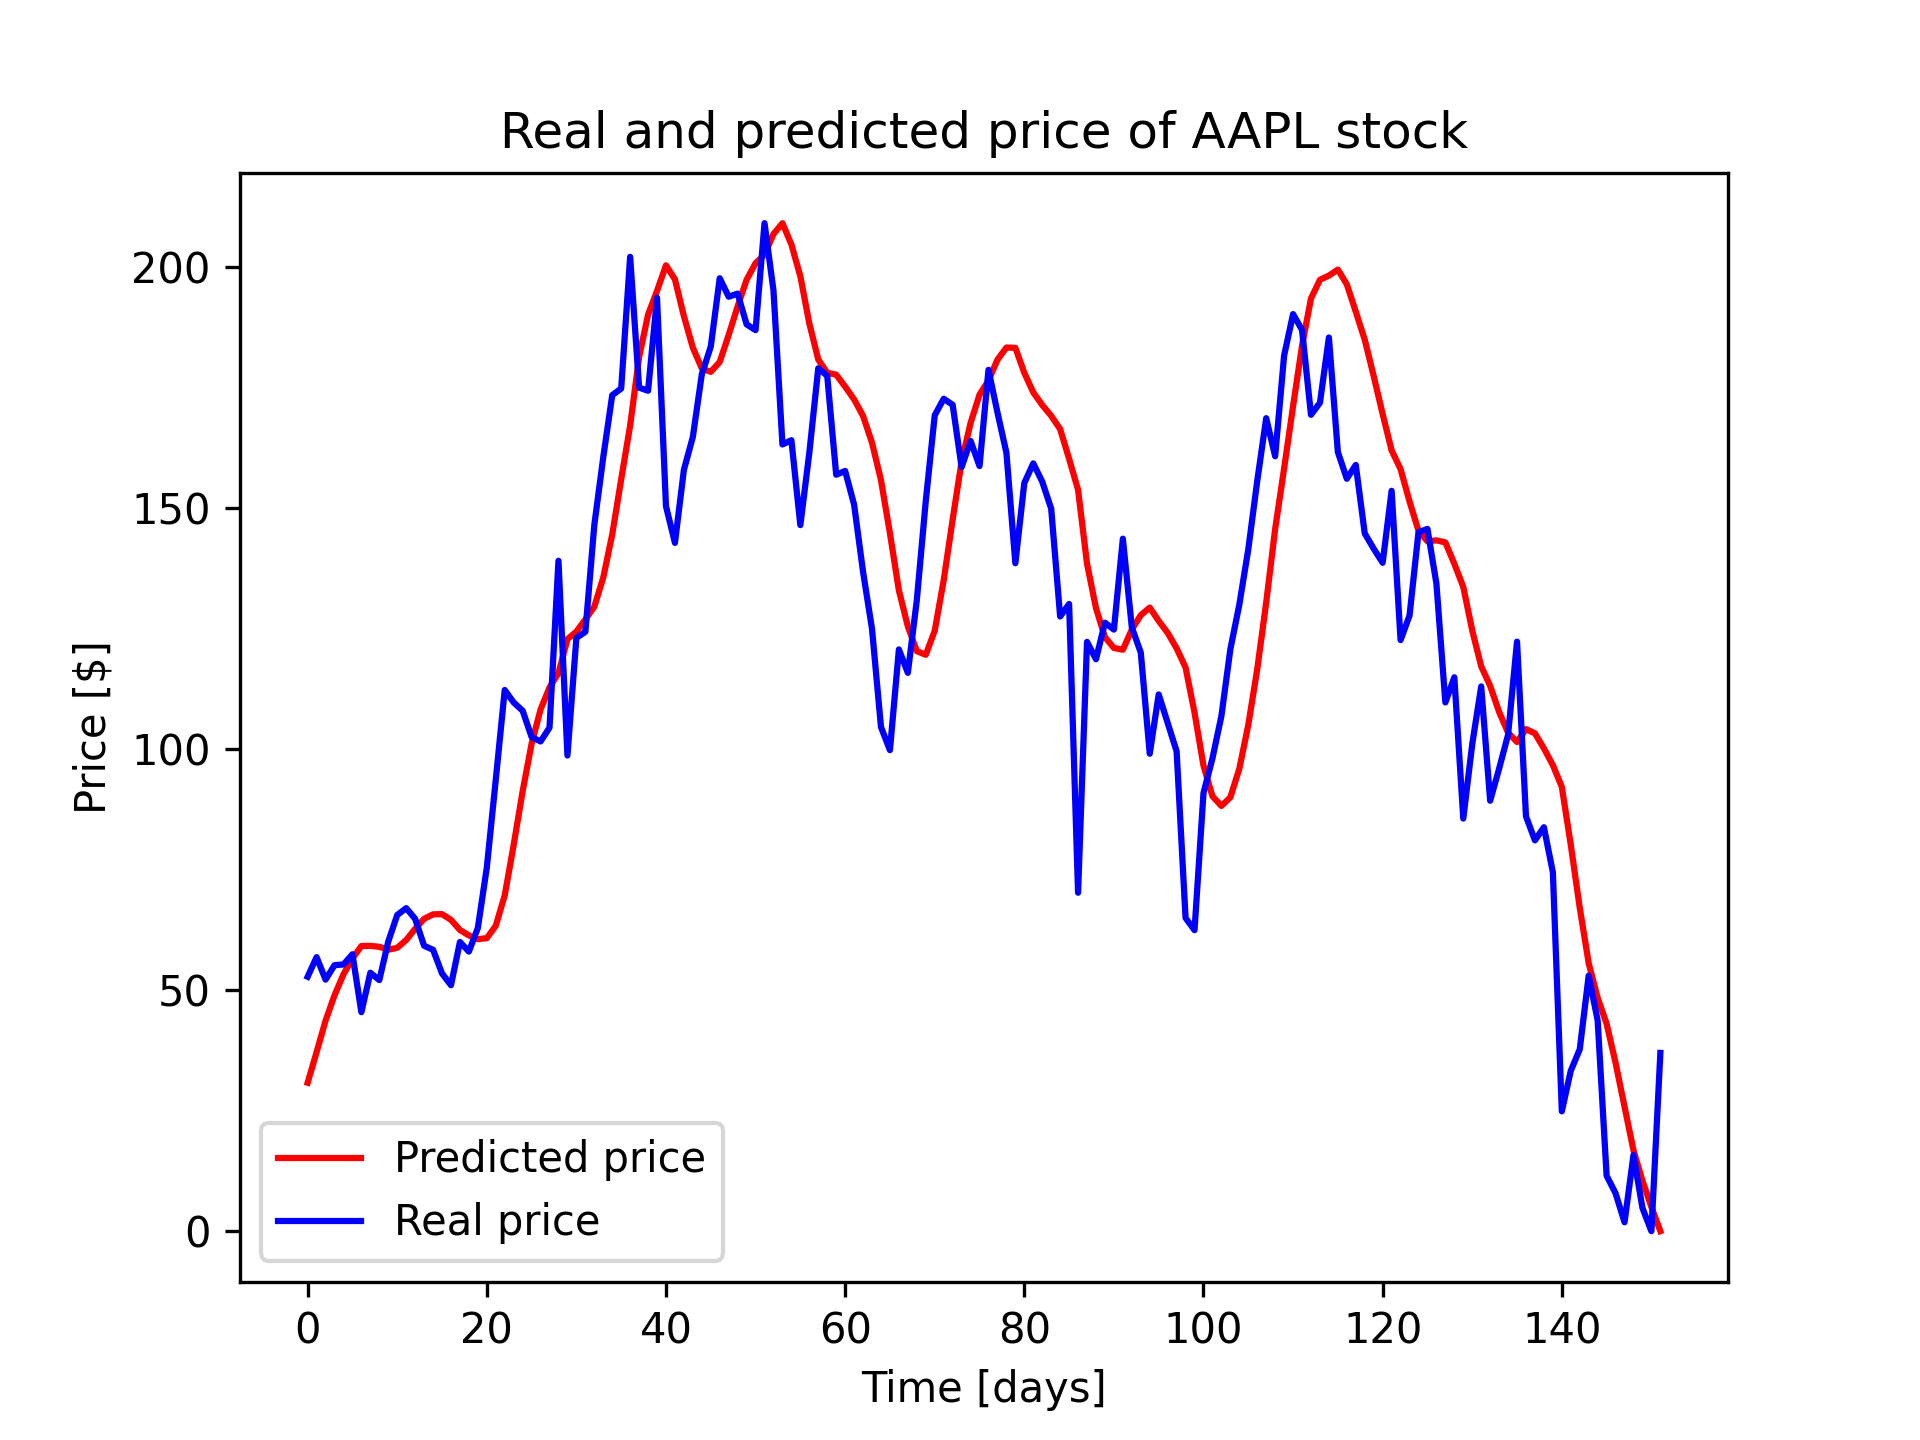 Real and predicted price of AAPL stock
Price [$]
200
150
100
50
0
Predicted price
Real price
0 20 40 60 80 100 120 140
Time [days]